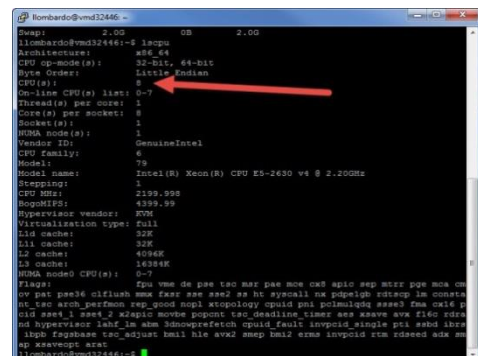 llombardo@vmd32446: ~
Swap: 2.0G 0B 2.0G
llombardo@vmd32446:~$ lscpu
Architecture: x86_64
CPU op-mode(s): 32-bit, 64-bit
Byte Order: Little Endian
CPU(s): 8
On-line CPU(s) list: 0-7
Thread(s) per core: 1
Core(s) per socket: 8
Socket(s): 1
NUMA node(s): 1
Vendor ID: GenuineIntel
CPU family: 6
Model: 79
Model name: Intel(R) Xeon(R) CPU E5-2630 v4 @ 2.20GHz
Stepping: 1
CPU MHz: 2199.998
BogoMIPS: 4399.99
Hypervisor vendor: KVM
Virtualization type: full
L1d cache: 32K
L1i cache: 32K
L2 cache: 4096K
L3 cache: 16384K
NUMA node0 CPU(s): 0-7
Flags: fpu vme de pse tsc msr pae mce cx8 apic sep mtrr pge mca cm
ov pat pse36 clflush mmx fxsr sse sse2 ss ht syscall nx pdpe1gb rdtscp lm consta
nt_tsc arch_perfmon rep_good nopl xtopology cpuid pni pclmulqdq ssse3 fma cx16 p
cid sse4_1 sse4_2 x2apic movbe popcnt tsc_deadline_timer aes xsave avx f16c rdra
nd hypervisor lahf_lm abm 3dnowprefetch cpuid_fault invpcid_single pti ssbd ibrs
ibpb fsgsbase tsc_adjust bmi1 hle avx2 smep bmi2 erms invpcid rtm rdseed adx sm
ap xsaveopt arat
llombardo@vmd32446:~$